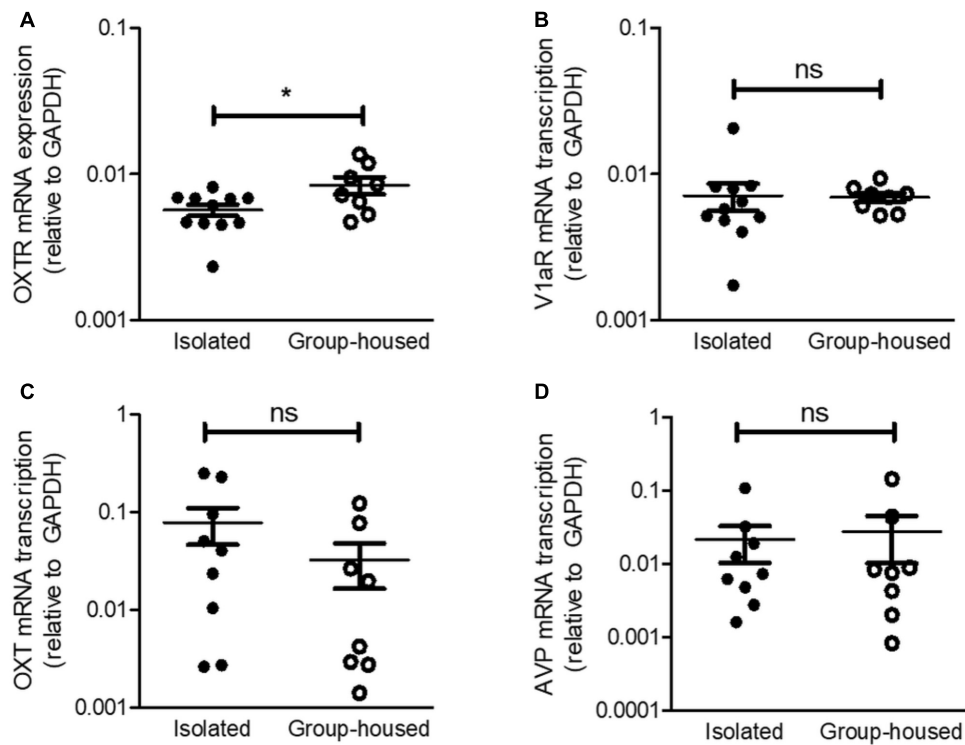 A
OXTR mRNA expression
(relative to GAPDH)
0.1
0.01
0.001
*
Isolated
Group-housed
B
V1aR mRNA transcription
(relative to GAPDH)
0.1
0.01
0.001
ns
Isolated
Group-housed
C
OXT mRNA transcription
(relative to GAPDH)
1
0.1
0.01
0.001
ns
Isolated
Group-housed
D
AVP mRNA transcription
(relative to GAPDH)
1
0.1
0.01
0.001
0.0001
ns
Isolated
Group-housed